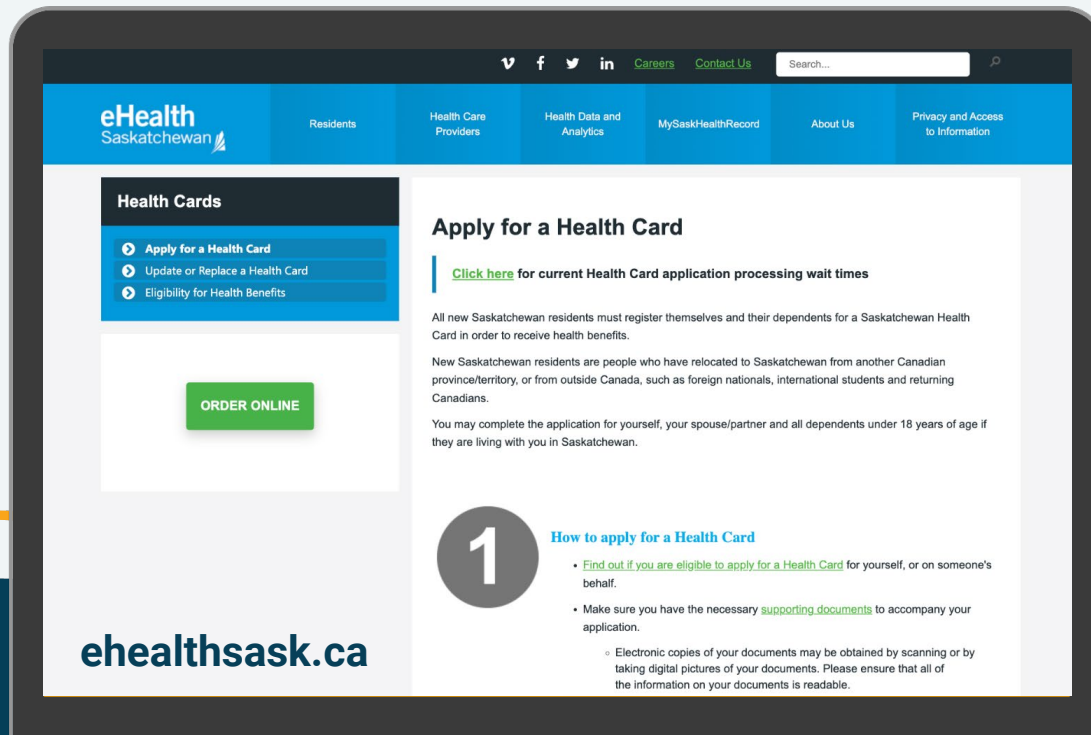 Careers Contact Us Search...
eHealth
Saskatchewan
Residents
Health Care
Providers
Health Data and
Analytics
MySaskHealthRecord
About Us
Privacy and Access
to Information
Health Cards
Apply for a Health Card
Update or Replace a Health Card
Eligibility for Health Benefits
ORDER ONLINE
Apply for a Health Card
Click here for current Health Card application processing wait times
All new Saskatchewan residents must register themselves and their dependents for a Saskatchewan Health
Card in order to receive health benefits.
New Saskatchewan residents are people who have relocated to Saskatchewan from another Canadian
province/territory, or from outside Canada, such as foreign nationals, international students and returning
Canadians.
You may complete the application for yourself, your spouse/partner and all dependents under 18 years of age if
they are living with you in Saskatchewan.
1
How to apply for a Health Card
• Find out if you are eligible to apply for a Health Card for yourself, or on someone's
behalf.
• Make sure you have the necessary supporting documents to accompany your
application.
◦ Electronic copies of your documents may be obtained by scanning or by
taking digital pictures of your documents. Please ensure that all of
the information on your documents is readable.
ehealthsask.ca